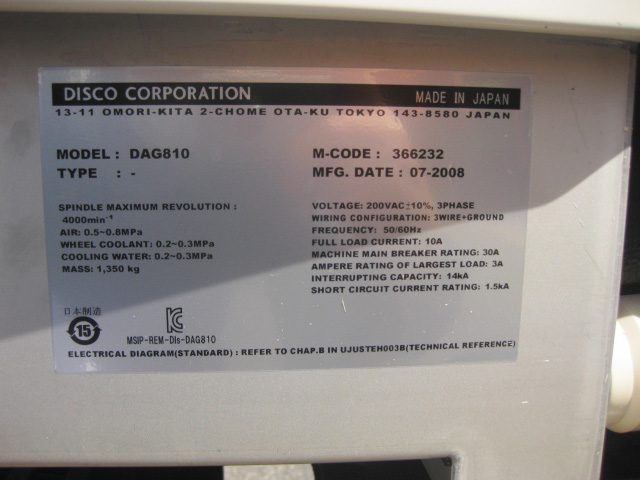 DISCO CORPORATION MADE IN JAPAN
13-11 OMORI-KITA 2-CHOME OTA-KU TOKYO 143-8580 JAPAN
MODEL : DAG810
TYPE : -
M-CODE : 366232
MFG. DATE : 07-2008
SPINDLE MAXIMUM REVOLUTION :
4000min⁻¹
AIR: 0.5~0.8MPa
WHEEL COOLANT: 0.2~0.3MPa
COOLING WATER: 0.2~0.3MPa
MASS: 1,350 kg
VOLTAGE: 200VAC±10%, 3PHASE
WIRING CONFIGURATION: 3WIRE+GROUND
FREQUENCY: 50/60Hz
FULL LOAD CURRENT: 10A
MACHINE MAIN BREAKER RATING: 30A
AMPERE RATING OF LARGEST LOAD: 3A
INTERRUPTING CAPACITY: 14kA
SHORT CIRCUIT CURRENT RATING: 1.5kA
日本制造
15
MSIP-REM-DIs-DAG810
ELECTRICAL DIAGRAM(STANDARD) : REFER TO CHAP.B IN UJUSTEH003B(TECHNICAL REFERENCE)